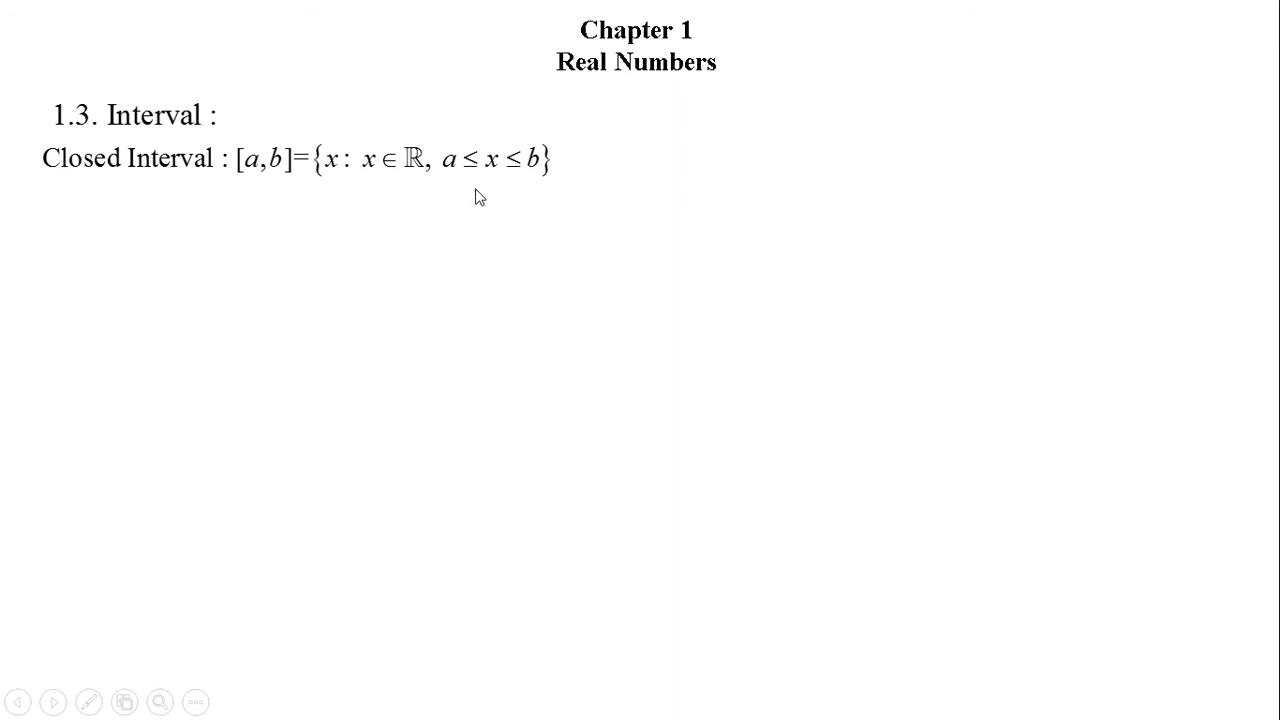 Chapter 1
Real Numbers
1.3. Interval :
Closed Interval : [a,b]={x: x∈ℝ, a≤x≤b}